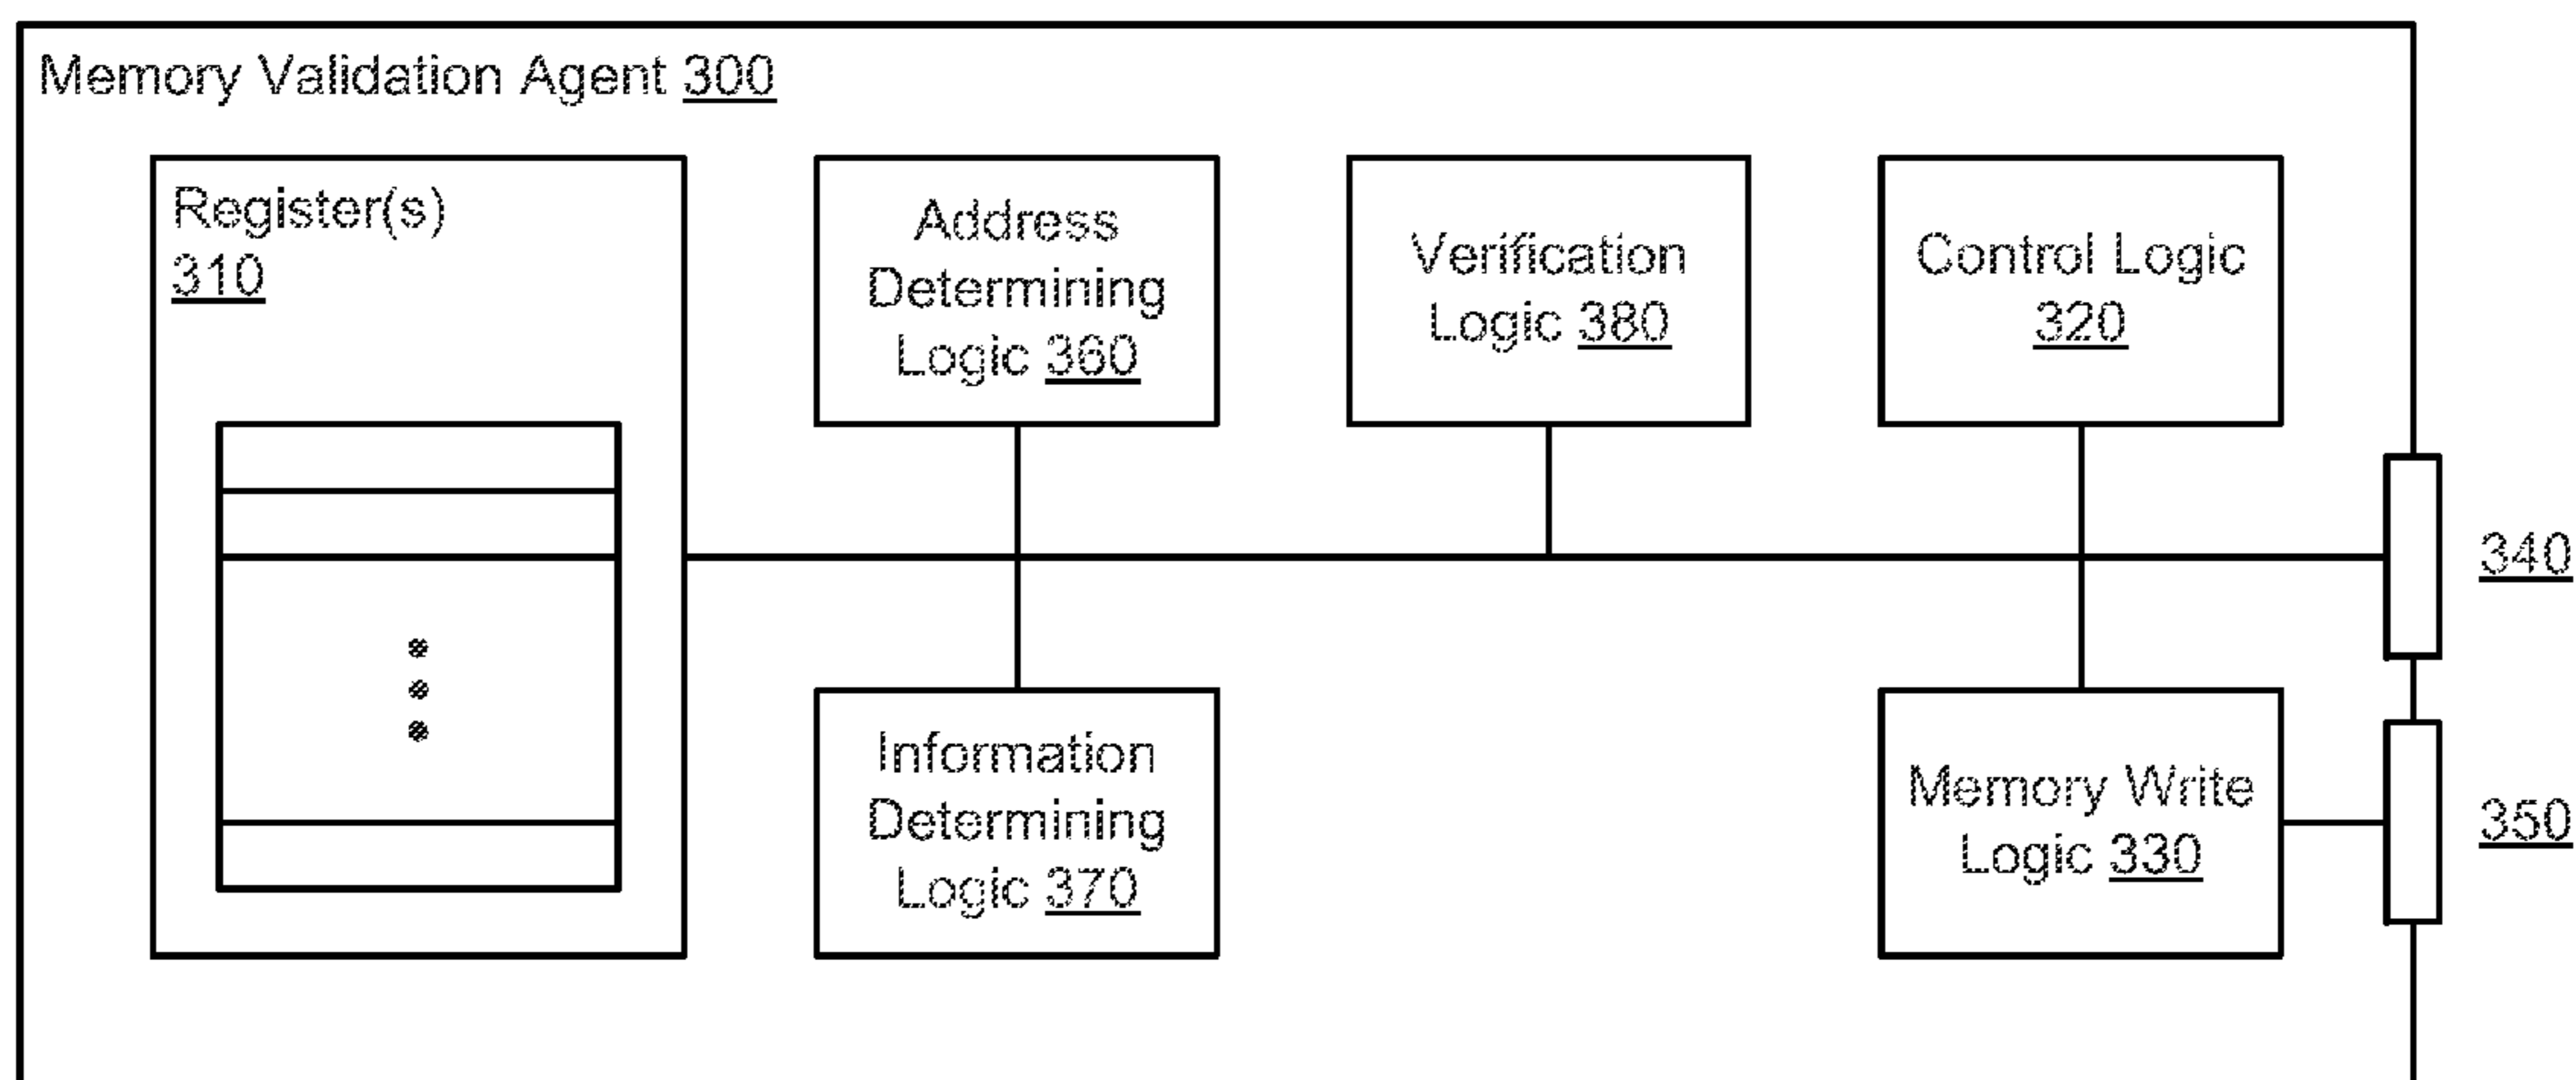 Memory Validation Agent 300
Register(s)
310
Address
Determining
Logic 360
Verification
Logic 380
Control Logic
320
340
Information
Determining
Logic 370
Memory Write
Logic 330
350